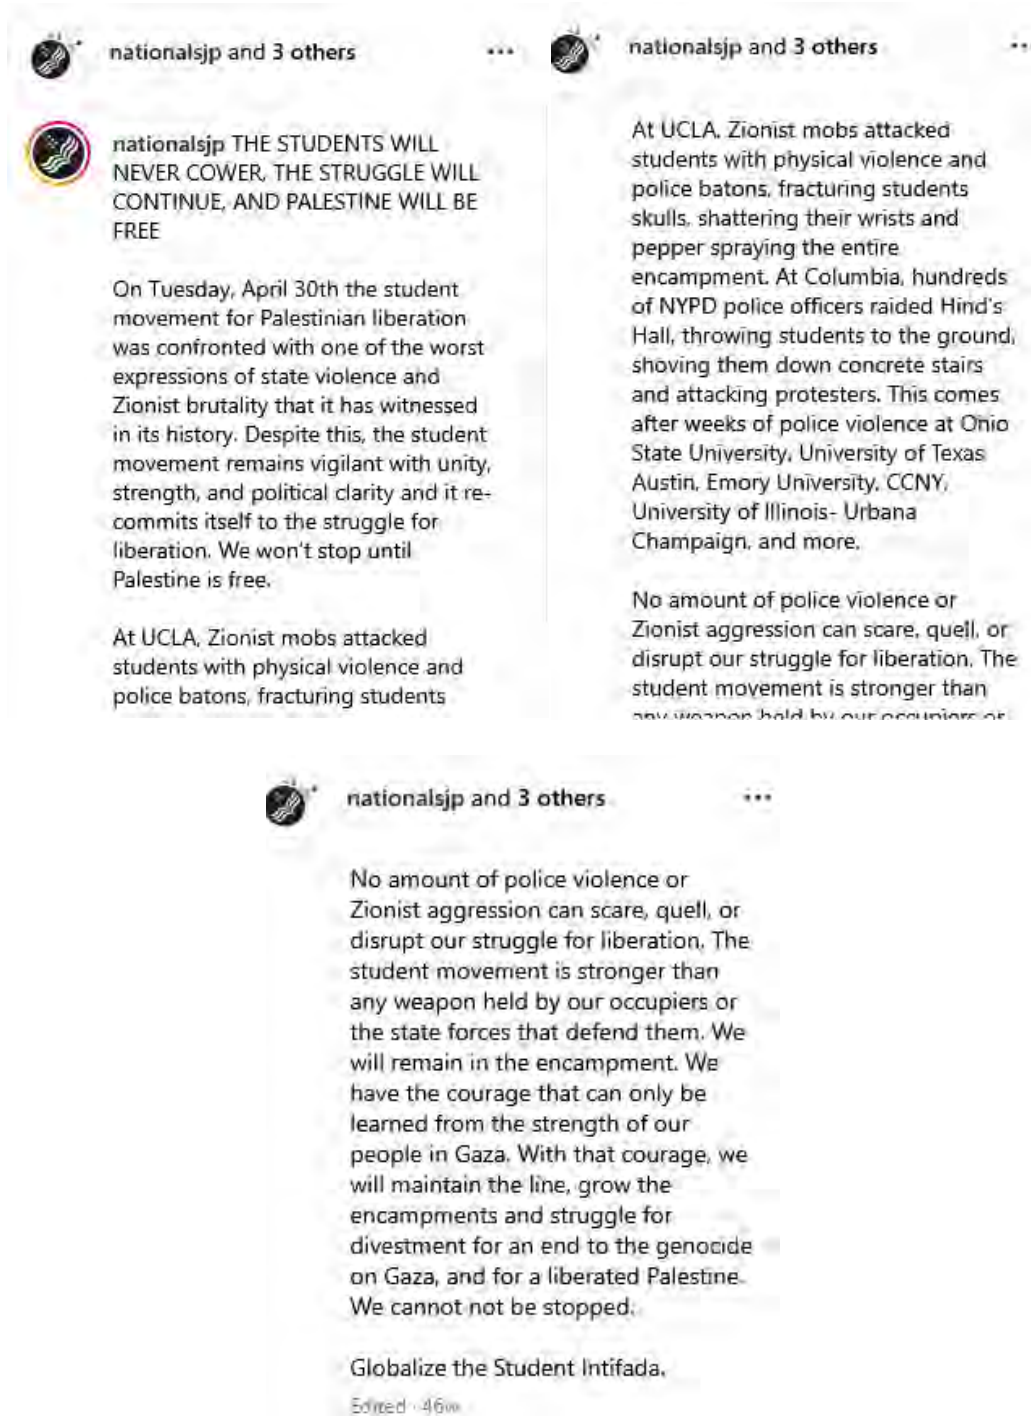 nationalsjp and 3 others
nationalsjp THE STUDENTS WILL
NEVER COWER, THE STRUGGLE WILL
CONTINUE, AND PALESTINE WILL BE
FREE
On Tuesday, April 30th the student
movement for Palestinian liberation
was confronted with one of the worst
expressions of state violence and
Zionist brutality that it has witnessed
in its history. Despite this, the student
movement remains vigilant with unity,
strength, and political clarity and it re-
commits itself to the struggle for
liberation. We won't stop until
Palestine is free.
At UCLA, Zionist mobs attacked
students with physical violence and
police batons, fracturing students
nationalsjp and 3 others
At UCLA, Zionist mobs attacked
students with physical violence and
police batons, fracturing students
skulls, shattering their wrists and
pepper spraying the entire
encampment. At Columbia, hundreds
of NYPD police officers raided Hind's
Hall, throwing students to the ground,
shoving them down concrete stairs
and attacking protesters. This comes
after weeks of police violence at Ohio
State University, University of Texas
Austin, Emory University, CCNY,
University of Illinois- Urbana
Champaign, and more.
No amount of police violence or
Zionist aggression can scare, quell, or
disrupt our struggle for liberation. The
student movement is stronger than
any weapon held by our occupiers or
nationalsjp and 3 others
No amount of police violence or
Zionist aggression can scare, quell, or
disrupt our struggle for liberation. The
student movement is stronger than
any weapon held by our occupiers or
the state forces that defend them. We
will remain in the encampment. We
have the courage that can only be
learned from the strength of our
people in Gaza. With that courage, we
will maintain the line, grow the
encampments and struggle for
divestment for an end to the genocide
on Gaza, and for a liberated Palestine.
We cannot not be stopped.
Globalize the Student Intifada.
Edited · 46w